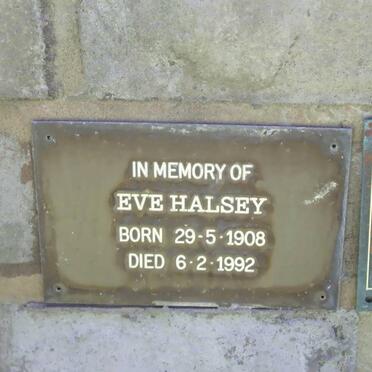 IN MEMORY OF
EVE HALSEY
BORN 29-5-1908
DIED 6·2·1992